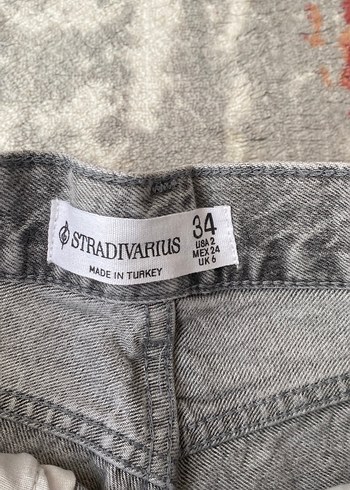 STRADIVARIUS
MADE IN TURKEY
34
USA 2
MEX 24
UK 6